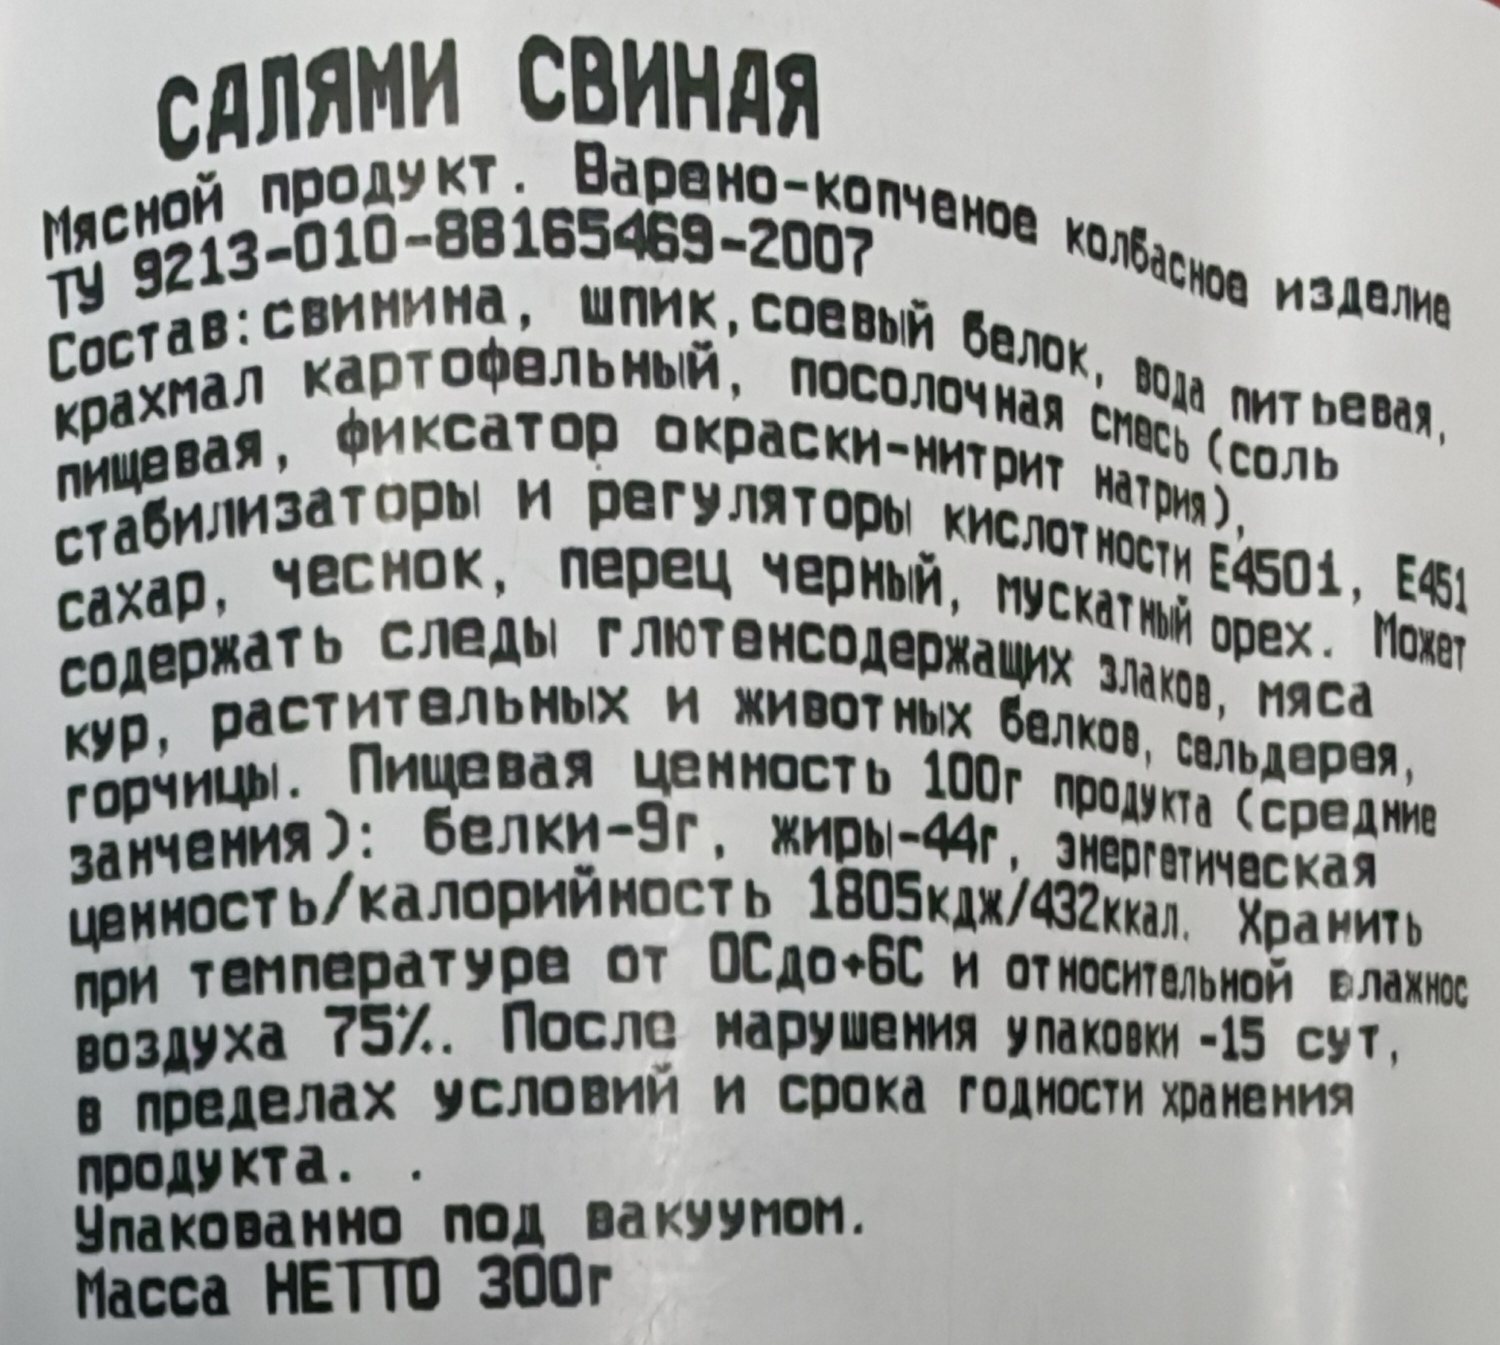 САЛЯМИ СВИНАЯ
Мясной продукт. Варено-копченое колбасное изделие
ТУ 9213-010-88165469-2007
Состав:свинина, шпик,соевый белок, вода питьевая,
крахмал картофельный, посолочная смесь (соль
пищевая, фиксатор окраски-нитрит натрия),
стабилизаторы и регуляторы кислотности Е450i, Е451
сахар, чеснок, перец черный, мускатный орех. Может
содержать следы глютенсодержащих злаков, мяса
кур, растительных и животных белков, сельдерея,
горчицы. Пищевая ценность 100г продукта (средние
занчения): белки-9г, жиры-44г, энергетическая
ценность/калорийность 1805кдж/432ккал. Хранить
при температуре от 0Сдо+6С и относительной влажнос
воздуха 75%. После нарушения упаковки -15 сут,
в пределах условий и срока годности хранения
продукта. .
Упакованно под вакуумом.
Масса НЕТТО 300г